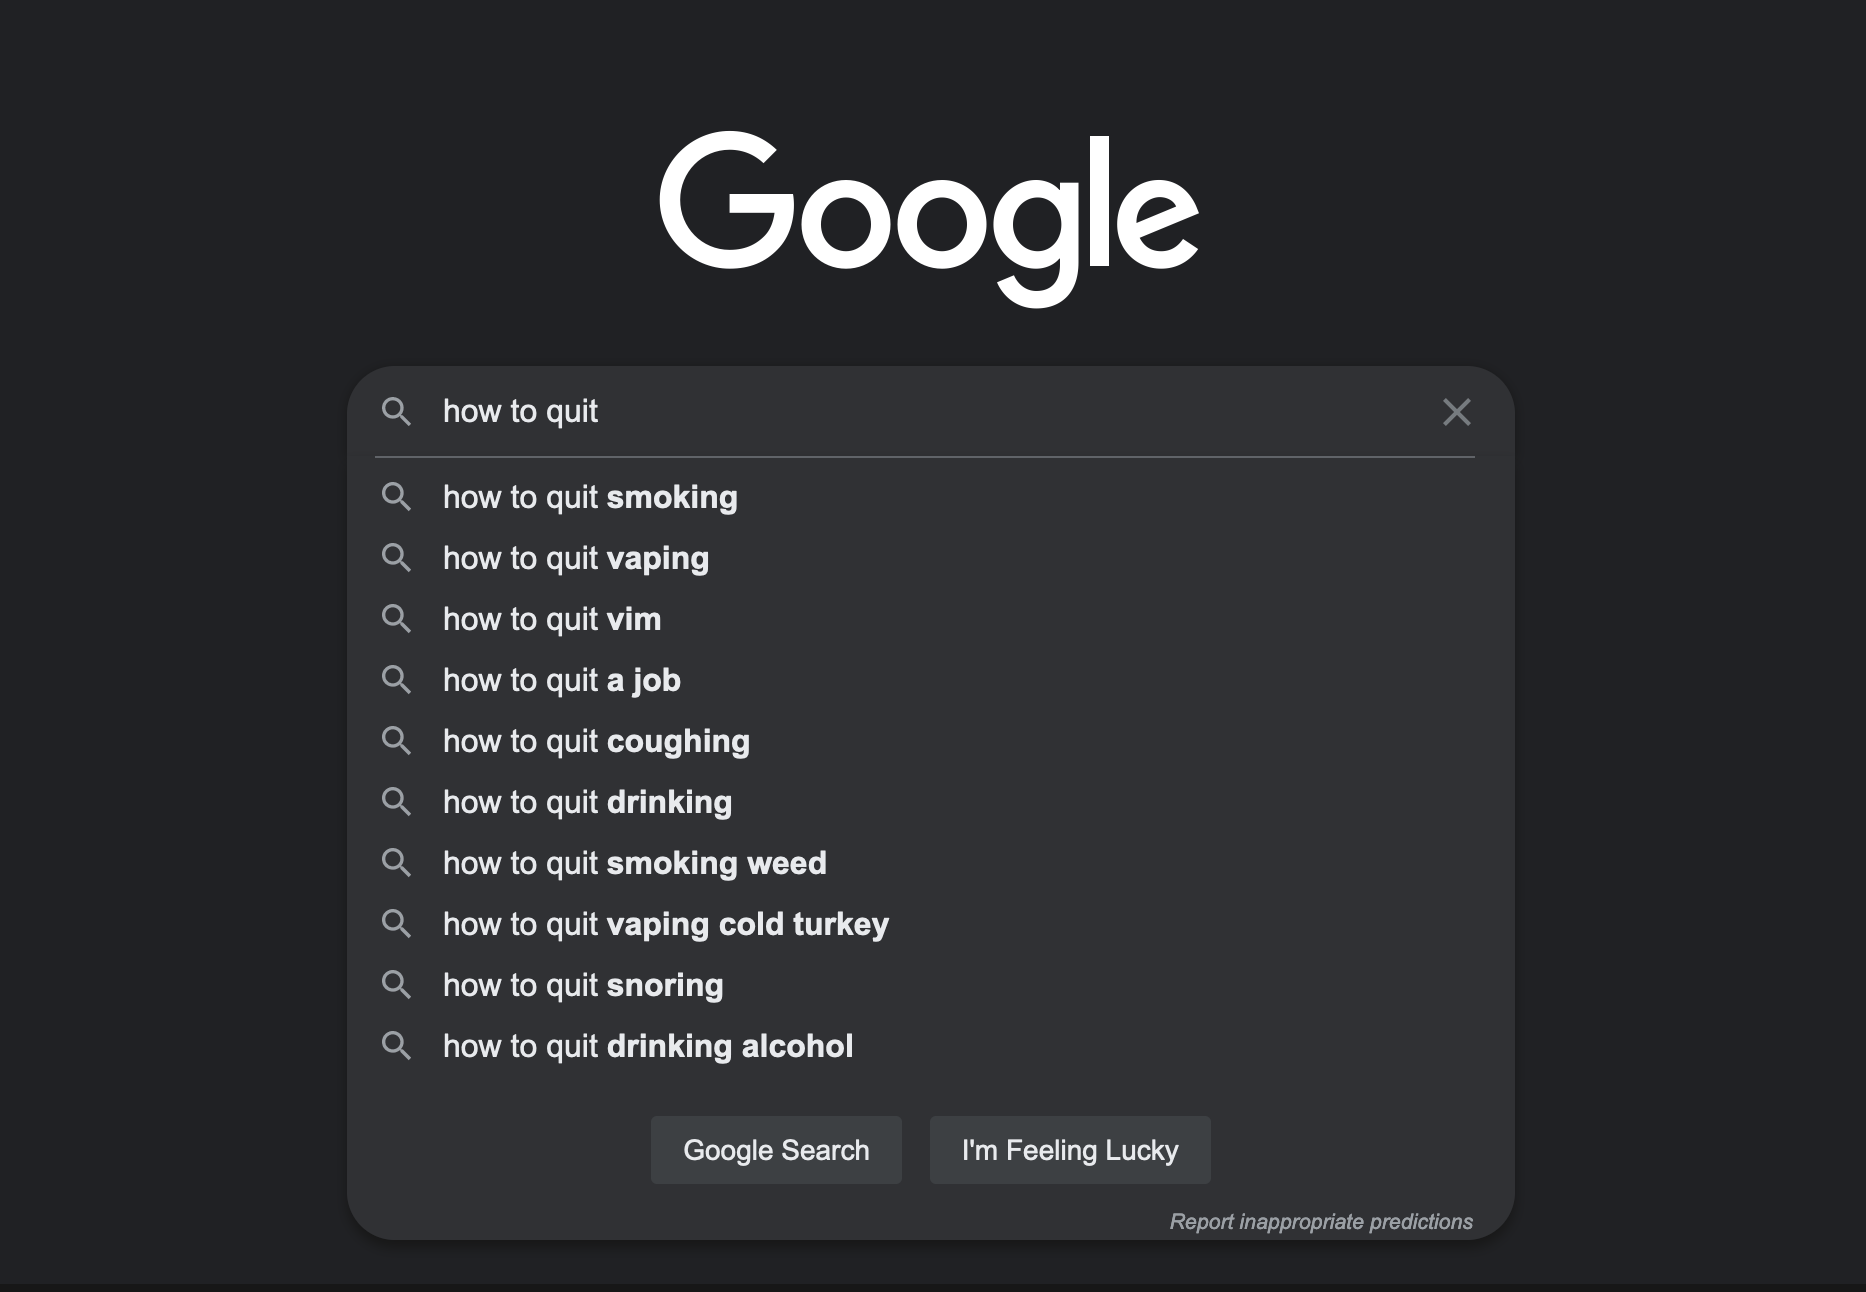 Google
how to quit
how to quit smoking
how to quit vaping
how to quit vim
how to quit a job
how to quit coughing
how to quit drinking
how to quit smoking weed
how to quit vaping cold turkey
how to quit snoring
how to quit drinking alcohol
Google Search
I'm Feeling Lucky
Report inappropriate predictions